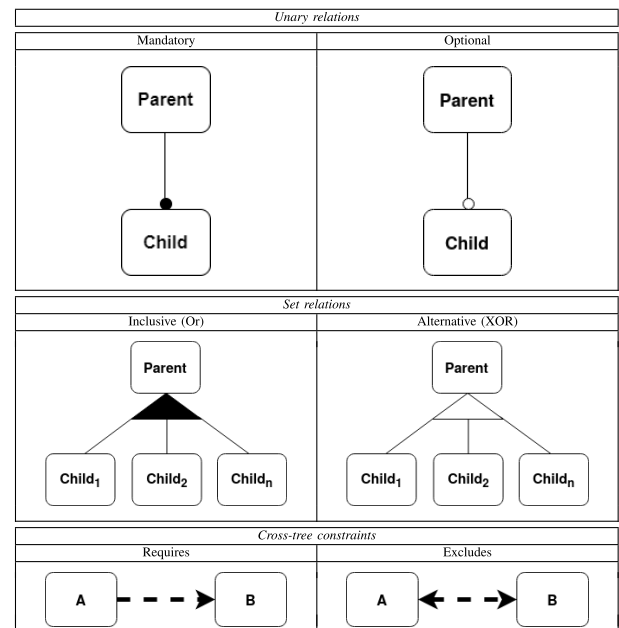 Unary relations
Mandatory Optional
Parent Parent
Child Child
Set relations
Inclusive (Or) Alternative (XOR)
Parent Parent
Child1 Child2 Childn Child1 Child2 Childn
Cross-tree constraints
Requires Excludes
A B A B